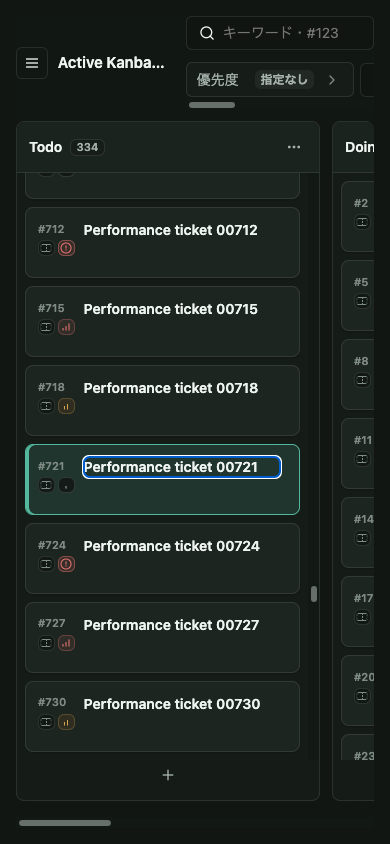 キーワード・#123
Active Kanba...
優先度 指定なし
Todo 334
#712 Performance ticket 00712
#715 Performance ticket 00715
#718 Performance ticket 00718
#721 Performance ticket 00721
#724 Performance ticket 00724
#727 Performance ticket 00727
#730 Performance ticket 00730
Doin
#2
#5
#8
#11
#14
#17
#20
#23